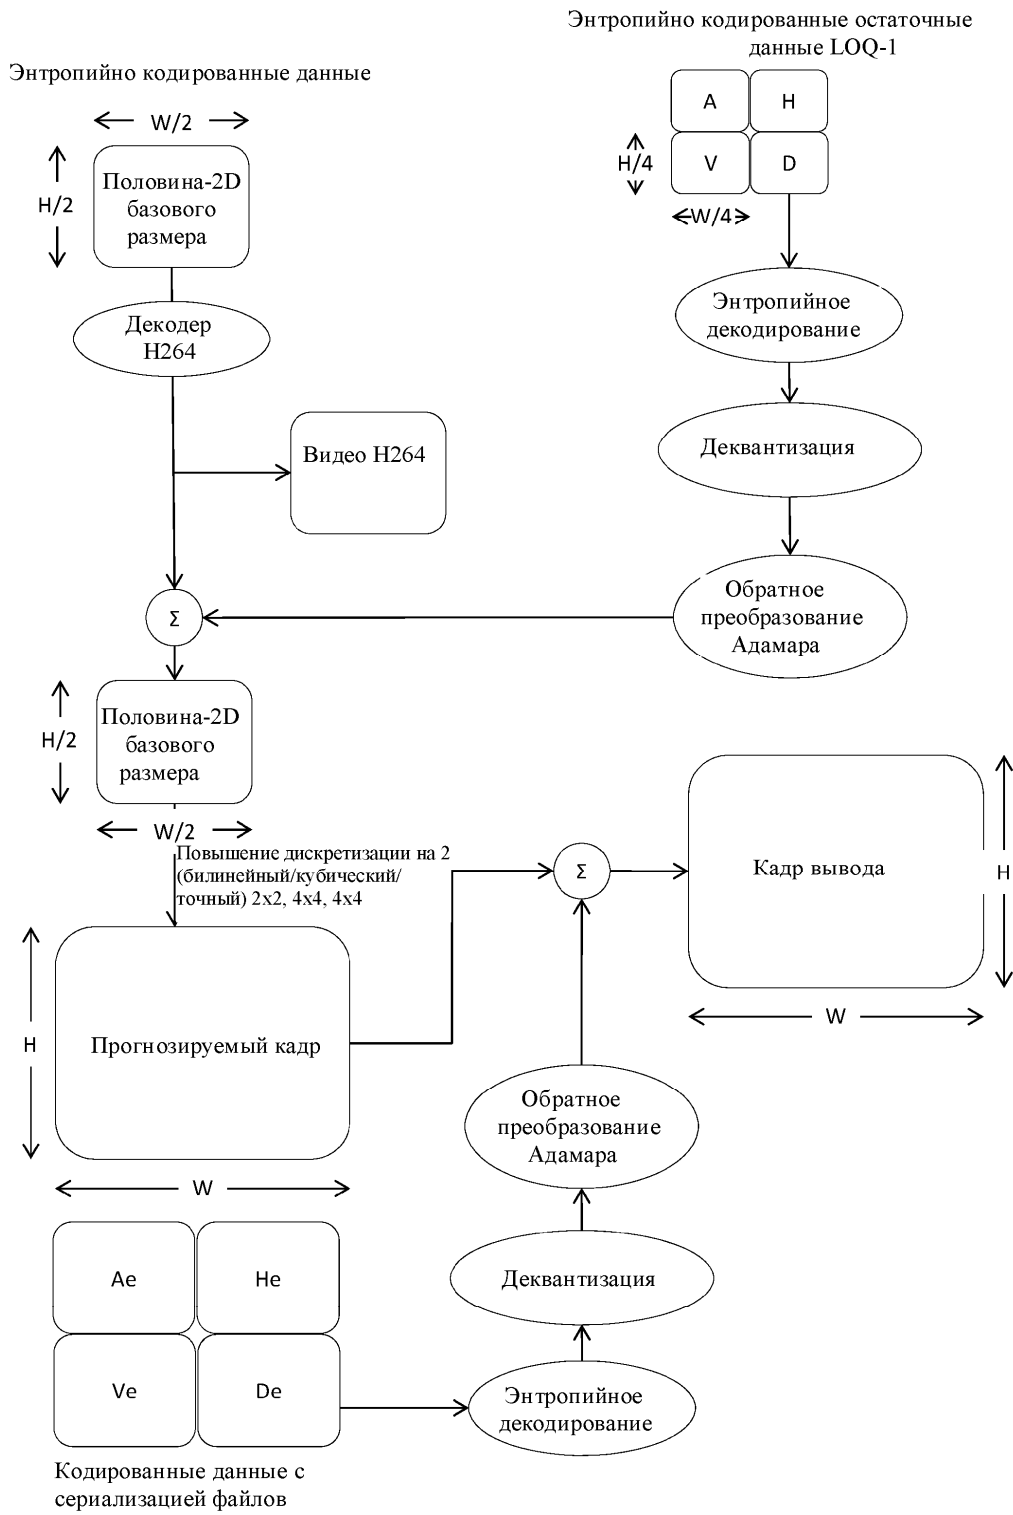 Энтропийно кодированные остаточные
данные LOQ-1
Энтропийно кодированные данные
W/2
H/2
Половина-2D
базового
размера
A
H
V
D
H/4
W/4
Декодер
H264
Энтропийное
декодирование
Видео H264
Деквантизация
Обратное
преобразование
Адамара
Σ
Половина-2D
базового
размера
H/2
W/2
Повышение дискретизации на 2
(билинейный/кубический/
точный) 2x2, 4x4, 4x4
Σ
Кадр вывода
H
W
Прогнозируемый кадр
H
W
Обратное
преобразование
Адамара
Деквантизация
Энтропийное
декодирование
Ae
He
Ve
De
Кодированные данные с
сериализацией файлов